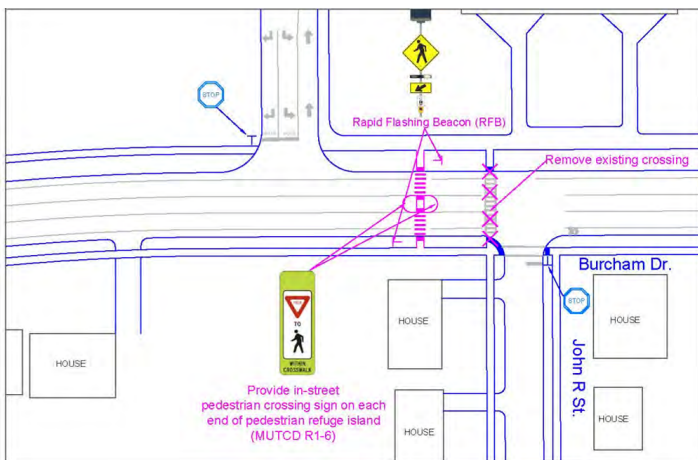 STOP
Rapid Flashing Beacon (RFB)
Remove existing crossing
Burcham Dr.
STOP
John R St.
HOUSE
HOUSE
HOUSE
HOUSE
HOUSE
TO
WITHIN
CROSSWALK
Provide in-street
pedestrian crossing sign on each
end of pedestrian refuge island
(MUTCD R1-6)